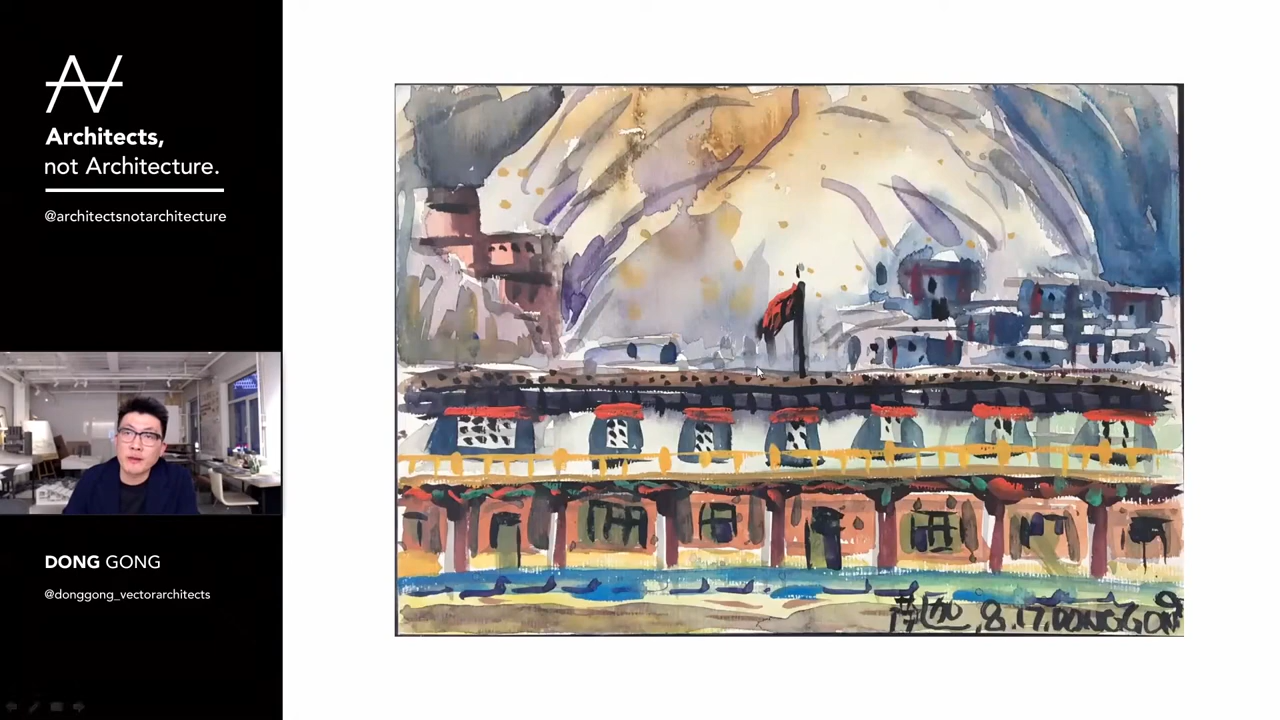 Architects,
not Architecture.
@architectsnotarchitecture
DONG GONG
@donggong_vectorarchitects
8.17.DONGGONG